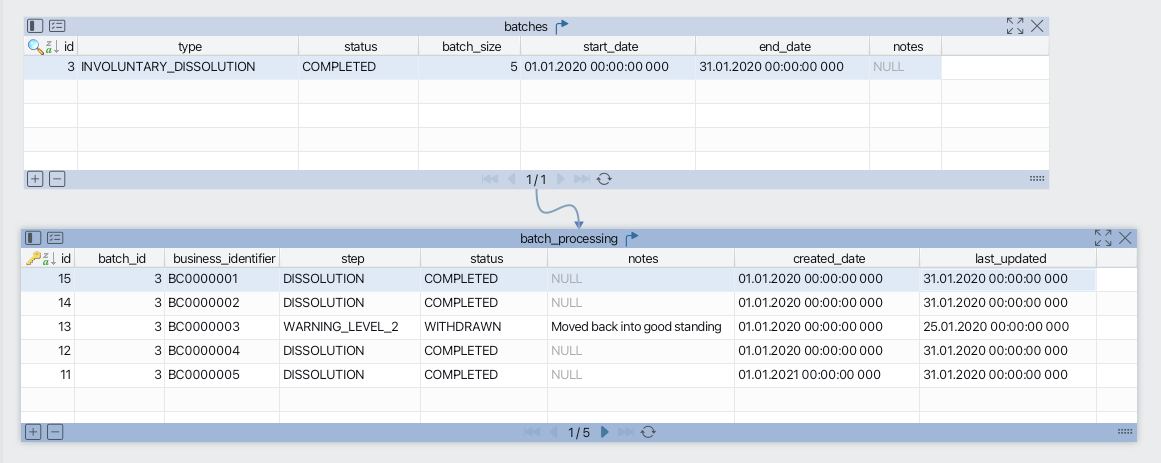 batches
id type status batch_size start_date end_date notes
3 INVOLUNTARY_DISSOLUTION COMPLETED 5 01.01.2020 00:00:00 000 31.01.2020 00:00:00 000 NULL
1/1
batch_processing
id batch_id business_identifier step status notes created_date last_updated
15 3 BC0000001 DISSOLUTION COMPLETED NULL 01.01.2020 00:00:00 000 31.01.2020 00:00:00 000
14 3 BC0000002 DISSOLUTION COMPLETED NULL 01.01.2020 00:00:00 000 31.01.2020 00:00:00 000
13 3 BC0000003 WARNING_LEVEL_2 WITHDRAWN Moved back into good standing 01.01.2020 00:00:00 000 25.01.2020 00:00:00 000
12 3 BC0000004 DISSOLUTION COMPLETED NULL 01.01.2020 00:00:00 000 31.01.2020 00:00:00 000
11 3 BC0000005 DISSOLUTION COMPLETED NULL 01.01.2021 00:00:00 000 31.01.2020 00:00:00 000
1/5